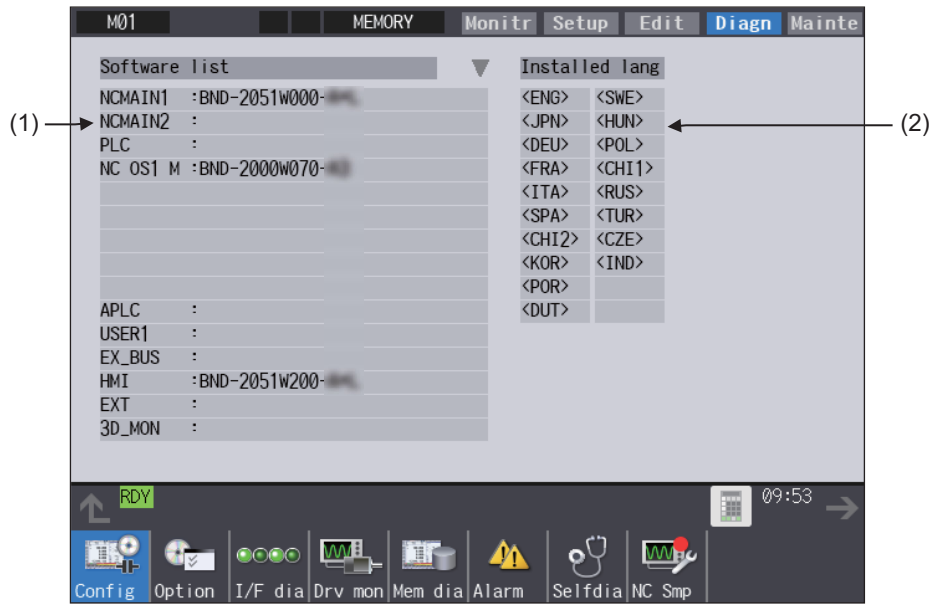 M01 MEMORY Monitr Setup Edit Diagn Mainte
Software list
NCMAIN1 :BND-2051W000-
NCMAIN2 :
PLC :
NC OS1 M :BND-2000W070-
APLC :
USER1 :
EX_BUS :
HMI :BND-2051W200-
EXT :
3D_MON :
(1)
Installed lang
<ENG> <SWE>
<JPN> <HUN>
<DEU> <POL>
<FRA> <CHI1>
<ITA> <RUS>
<SPA> <TUR>
<CHI2> <CZE>
<KOR> <IND>
<POR>
<DUT>
(2)
RDY 09:53
Config Option I/F dia Drv mon Mem dia Alarm Selfdia NC Smp